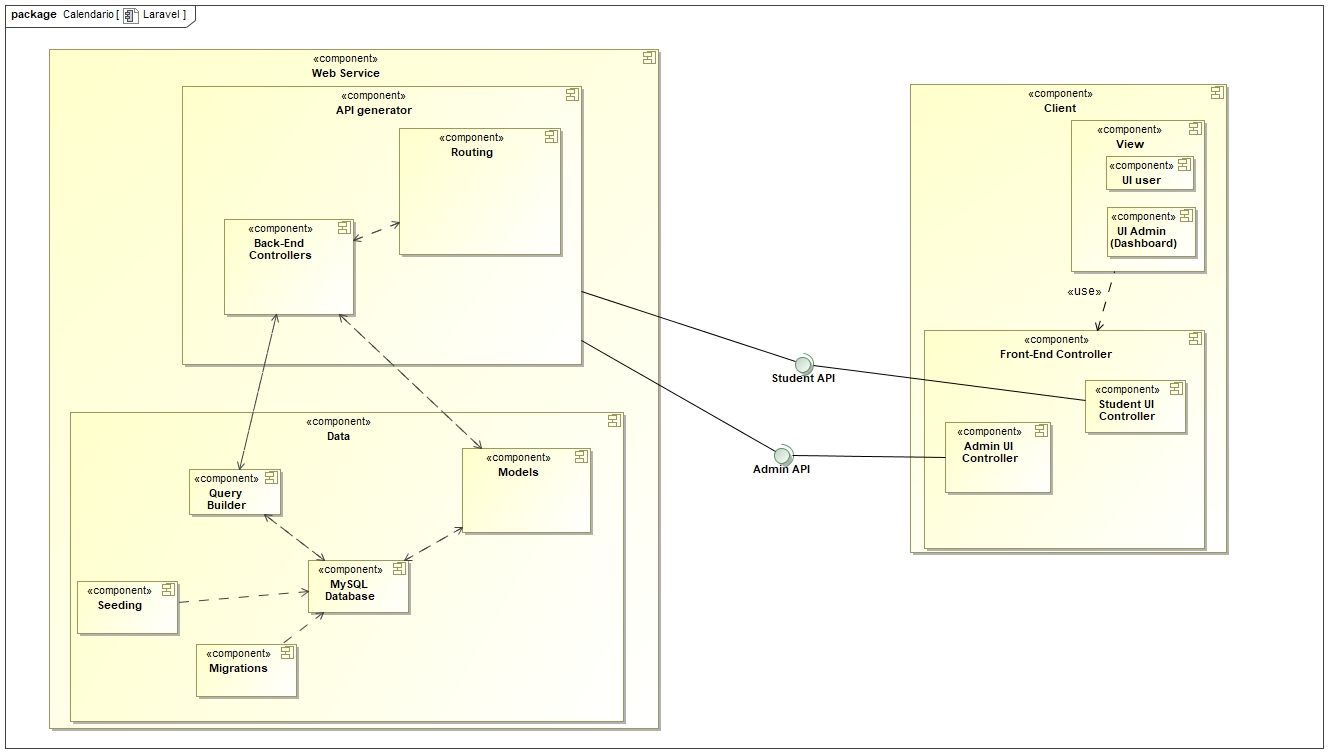 package Calendario [ Laravel ]
«component»
Web Service
«component»
API generator
«component»
Routing
«component»
Back-End
Controllers
«component»
Data
«component»
Query
Builder
«component»
Models
«component»
MySQL
Database
«component»
Seeding
«component»
Migrations
Student API
Admin API
«component»
Client
«component»
View
«component»
UI user
«component»
UI Admin
(Dashboard)
«use»
«component»
Front-End Controller
«component»
Student UI
Controller
«component»
Admin UI
Controller